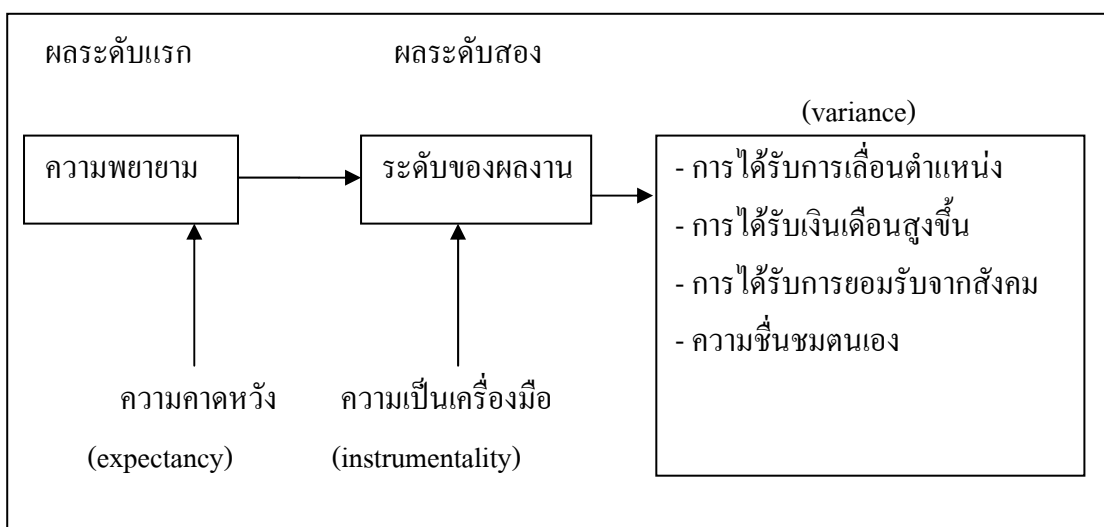 ผลระดับแรก
ผลระดับสอง
(variance)
ความพยายาม
ระดับของผลงาน
- การได้รับการเลื่อนตำแหน่ง
- การได้รับเงินเดือนสูงขึ้น
- การได้รับการยอมรับจากสังคม
- ความชื่นชมตนเอง
ความคาดหวัง
(expectancy)
ความเป็นเครื่องมือ
(instrumentality)